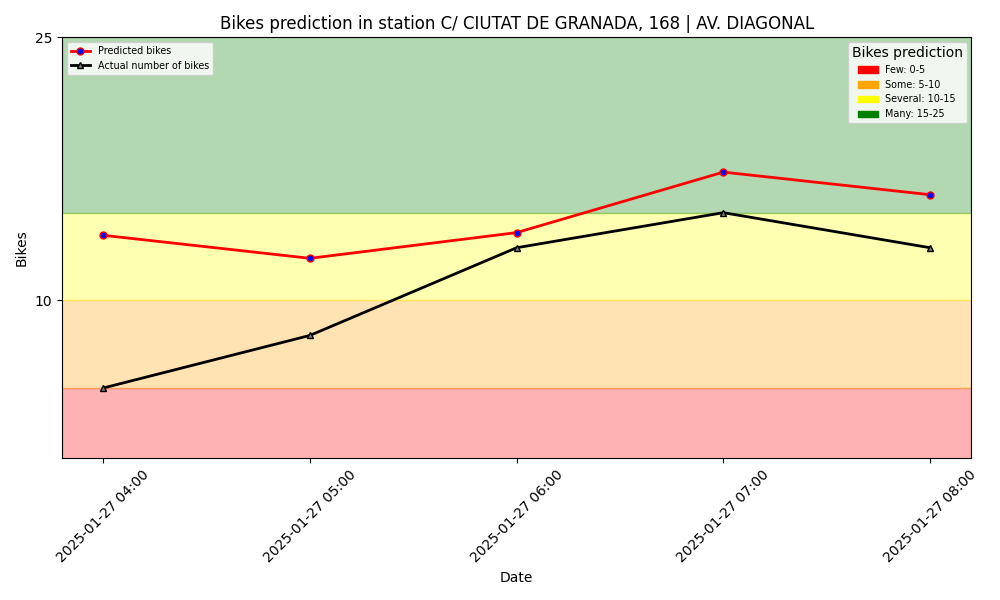 Bikes prediction in station C/ CIUTAT DE GRANADA, 168 | AV. DIAGONAL
25
10
Bikes
Predicted bikes
Actual number of bikes
Bikes prediction
Few: 0-5
Some: 5-10
Several: 10-15
Many: 15-25
2025-01-27 04:00
2025-01-27 05:00
2025-01-27 06:00
2025-01-27 07:00
2025-01-27 08:00
Date